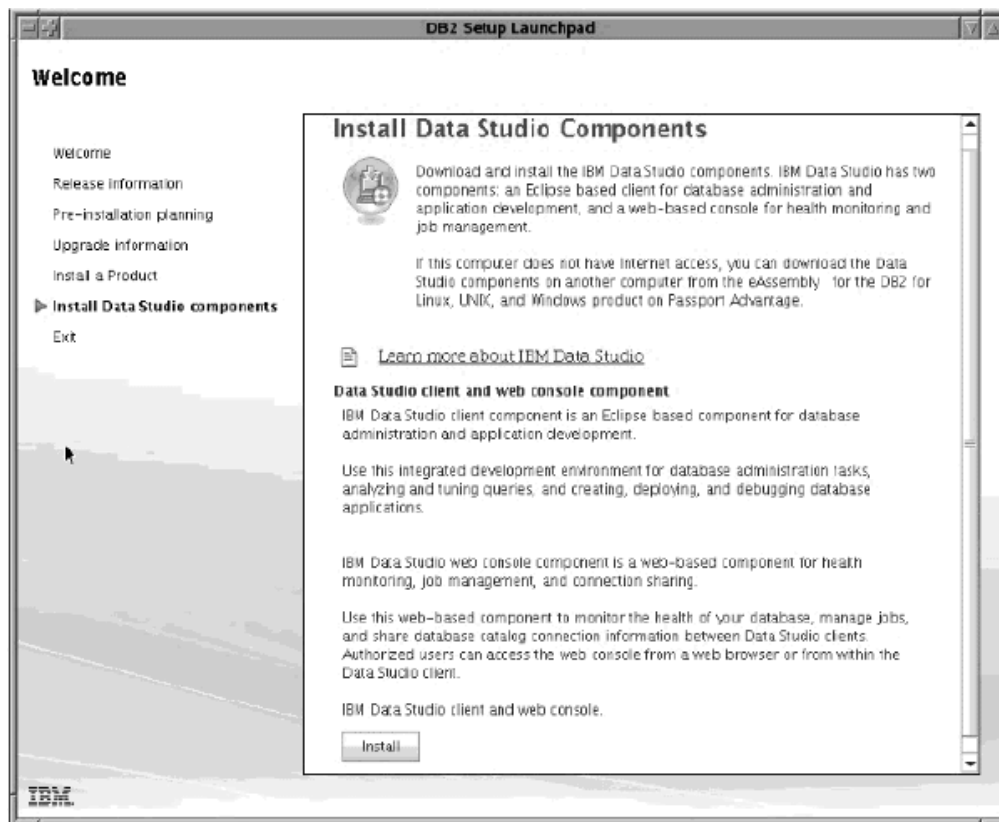 DB2 Setup Launchpad
Welcome
Welcome
Release Information
Pre-installation planning
Upgrade information
Install a Product
Install Data Studio components
Exit
Install Data Studio Components
Download and install the IBM Data Studio components. IBM Data Studio has two
components: an Eclipse based client for database administration and
application development, and a web-based console for health monitoring and
job management.
If this computer does not have Internet access, you can download the Data
Studio components on another computer from the eAssembly for the DB2 for
Linux, UNIX, and Windows product on Passport Advantage.
Learn more about IBM Data Studio
Data Studio client and web console component
IBM Data Studio client component is an Eclipse based component for database
administration and application development.
Use this integrated development environment for database administration tasks,
analyzing and tuning queries, and creating, deploying, and debugging database
applications.
IBM Data Studio web console component is a web-based component for health
monitoring, job management, and connection sharing.
Use this web-based component to monitor the health of your database, manage jobs,
and share database catalog connection information between Data Studio clients.
Authorized users can access the web console from a web browser or from within the
Data Studio client.
IBM Data Studio client and web console.
Install
IBM.